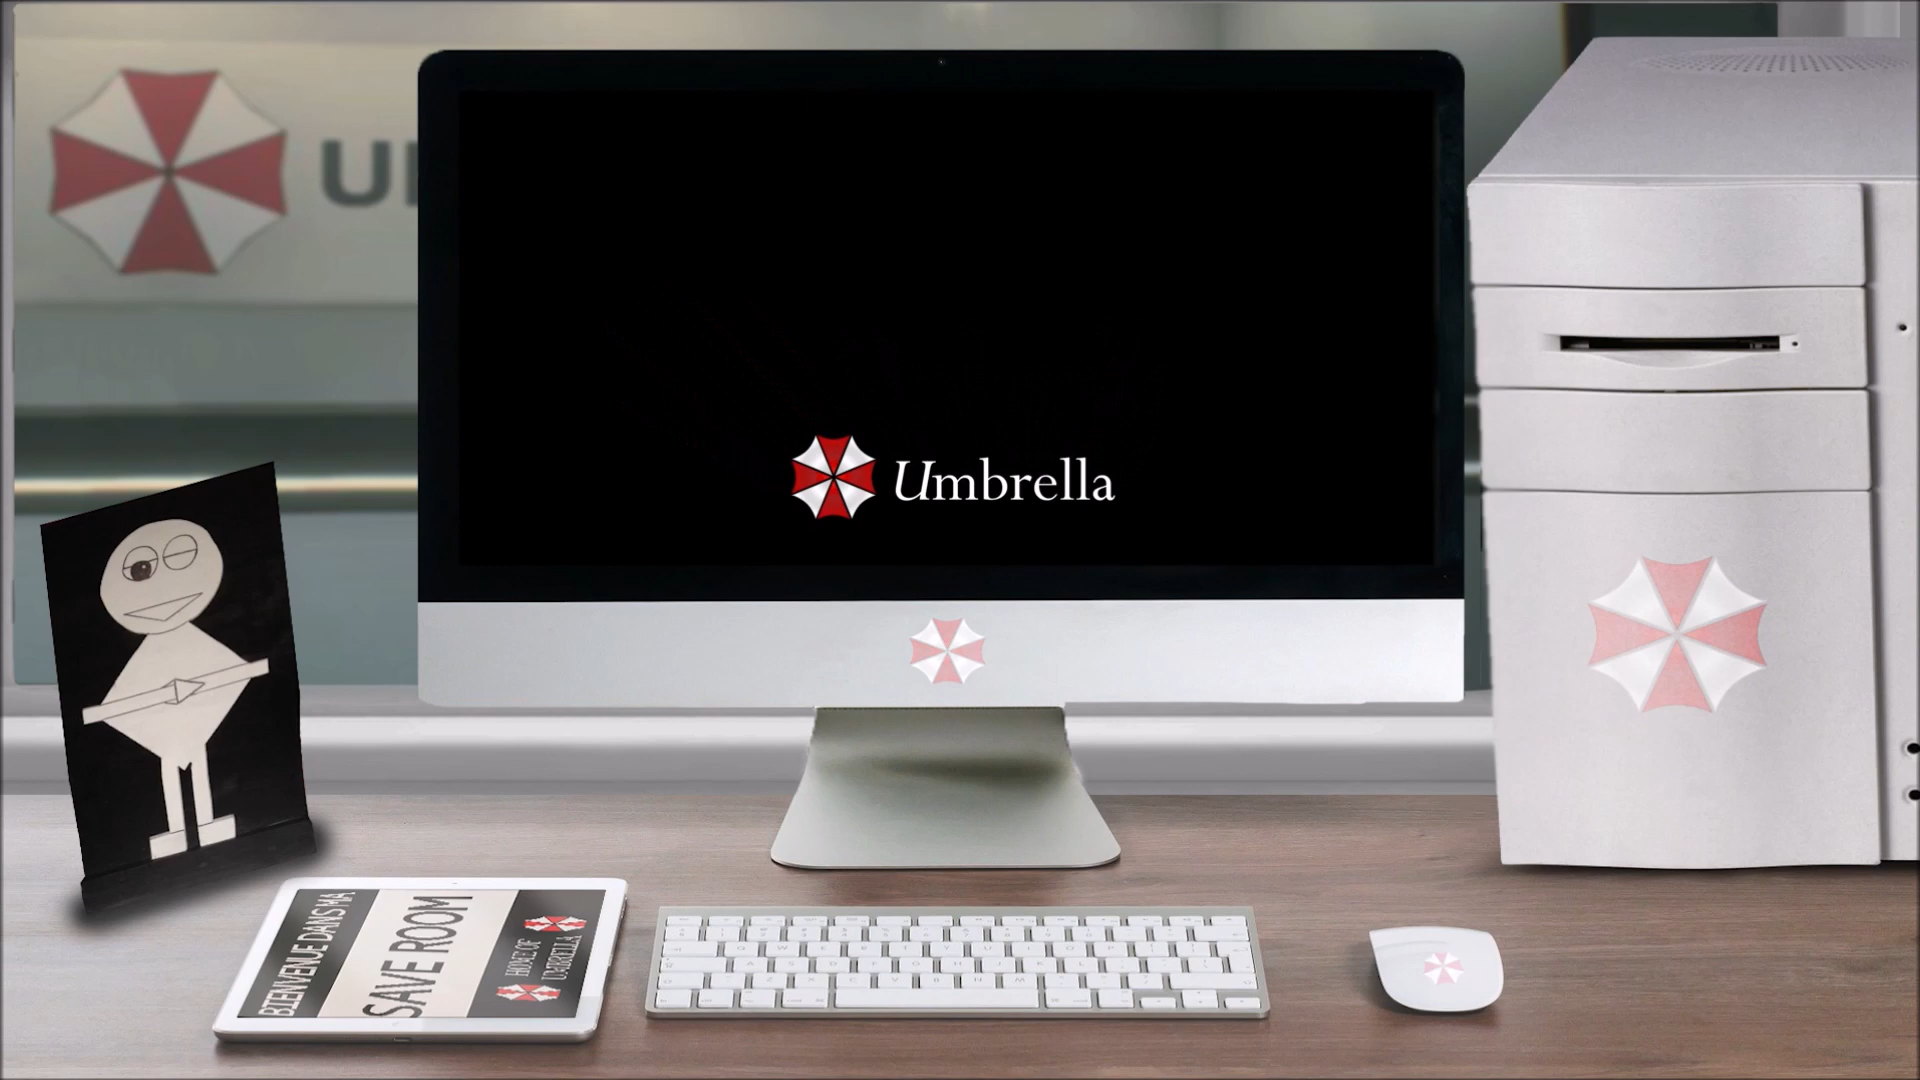 U
Umbrella
BIENVENUE DANS MA
SAVE ROOM
HOME OF
UMBRELLA